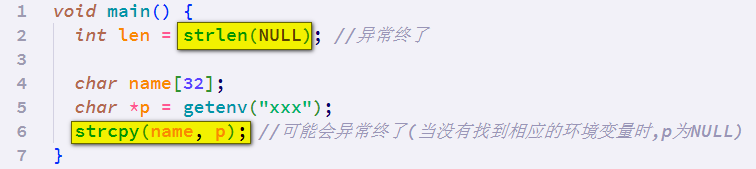 1 void main() {
2 int len = strlen(NULL); //异常终了
3
4 char name[32];
5 char *p = getenv("xxx");
6 strcpy(name, p); //可能会异常终了(当没有找到相应的环境变量时,p为NULL)
7 }